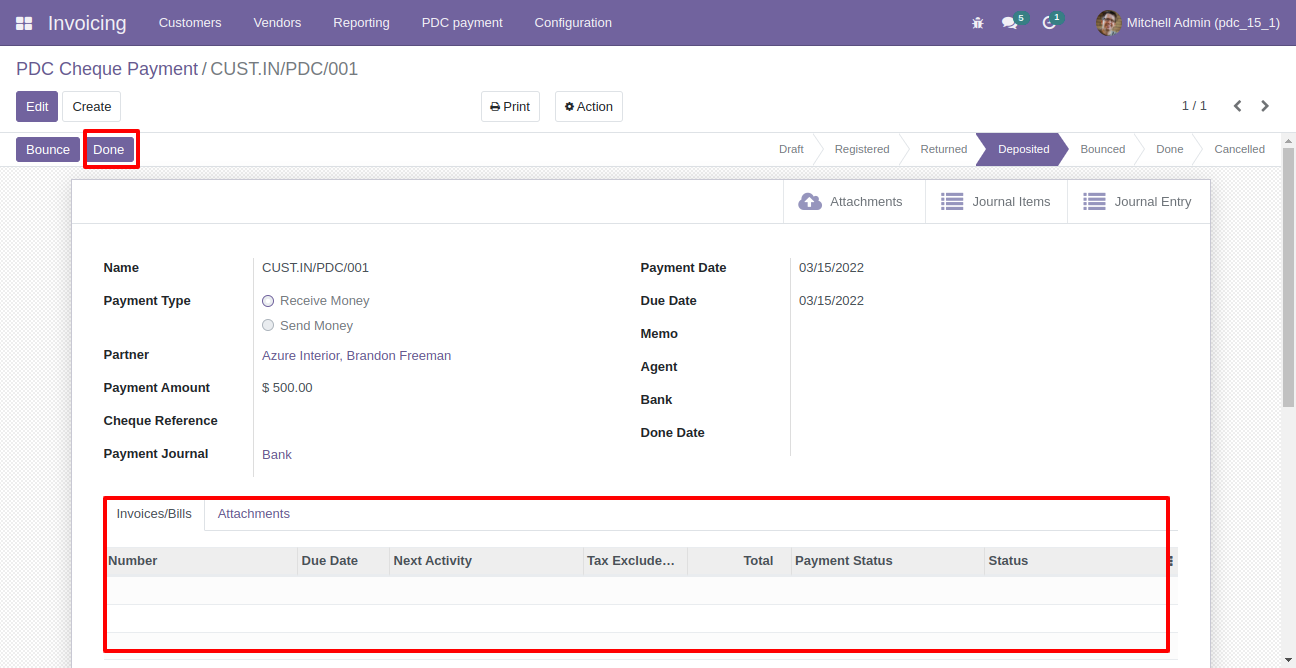 Invoicing Customers Vendors Reporting PDC payment Configuration 5 1 Mitchell Admin (pdc_15_1)
PDC Cheque Payment / CUST.IN/PDC/001
Edit Create Print Action 1 / 1
Bounce Done Draft Registered Returned Deposited Bounced Done Cancelled
Attachments Journal Items Journal Entry
Name CUST.IN/PDC/001 Payment Date 03/15/2022
Payment Type Receive Money Due Date 03/15/2022
Send Money
Memo
Partner Azure Interior, Brandon Freeman
Agent
Payment Amount $ 500.00
Bank
Cheque Reference
Done Date
Payment Journal Bank
Invoices/Bills Attachments
Number Due Date Next Activity Tax Exclude... Total Payment Status Status